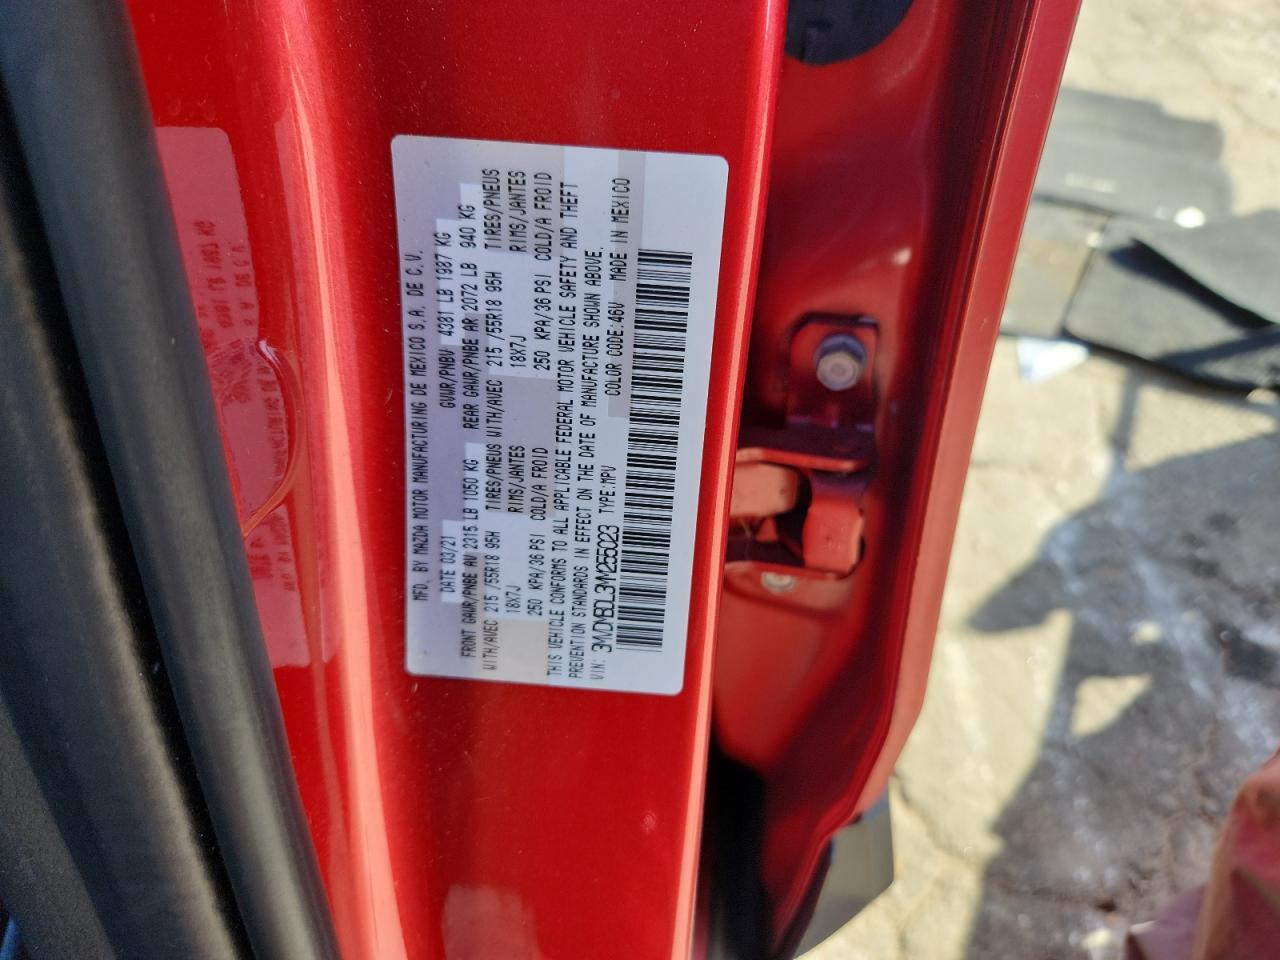 MFD. BY MAZDA MOTOR MANUFACTURING DE MEXICO S.A. DE C.V.
DATE 03/21 GVWR/PNBV 4381 LB 1987 KG
FRONT GAWR/PNBE AV 2315 LB 1050 KG REAR GAWR/PNBE AR 2072 LB 940 KG
WITH/AVEC 215 /55R18 95H TIRES/PNEUS WITH/AVEC 215 /55R18 95H TIRES/PNEUS
18X7J RIMS/JANTES 18X7J RIMS/JANTES
250 KPA/36 PSI COLD/A FROID 250 KPA/36 PSI COLD/A FROID
THIS VEHICLE CONFORMS TO ALL APPLICABLE FEDERAL MOTOR VEHICLE SAFETY AND THEFT
PREVENTION STANDARDS IN EFFECT ON THE DATE OF MANUFACTURE SHOWN ABOVE.
VIN: 3MVDMBDL3MM255023 TYPE:MPV COLOR CODE:46V MADE IN MEXICO